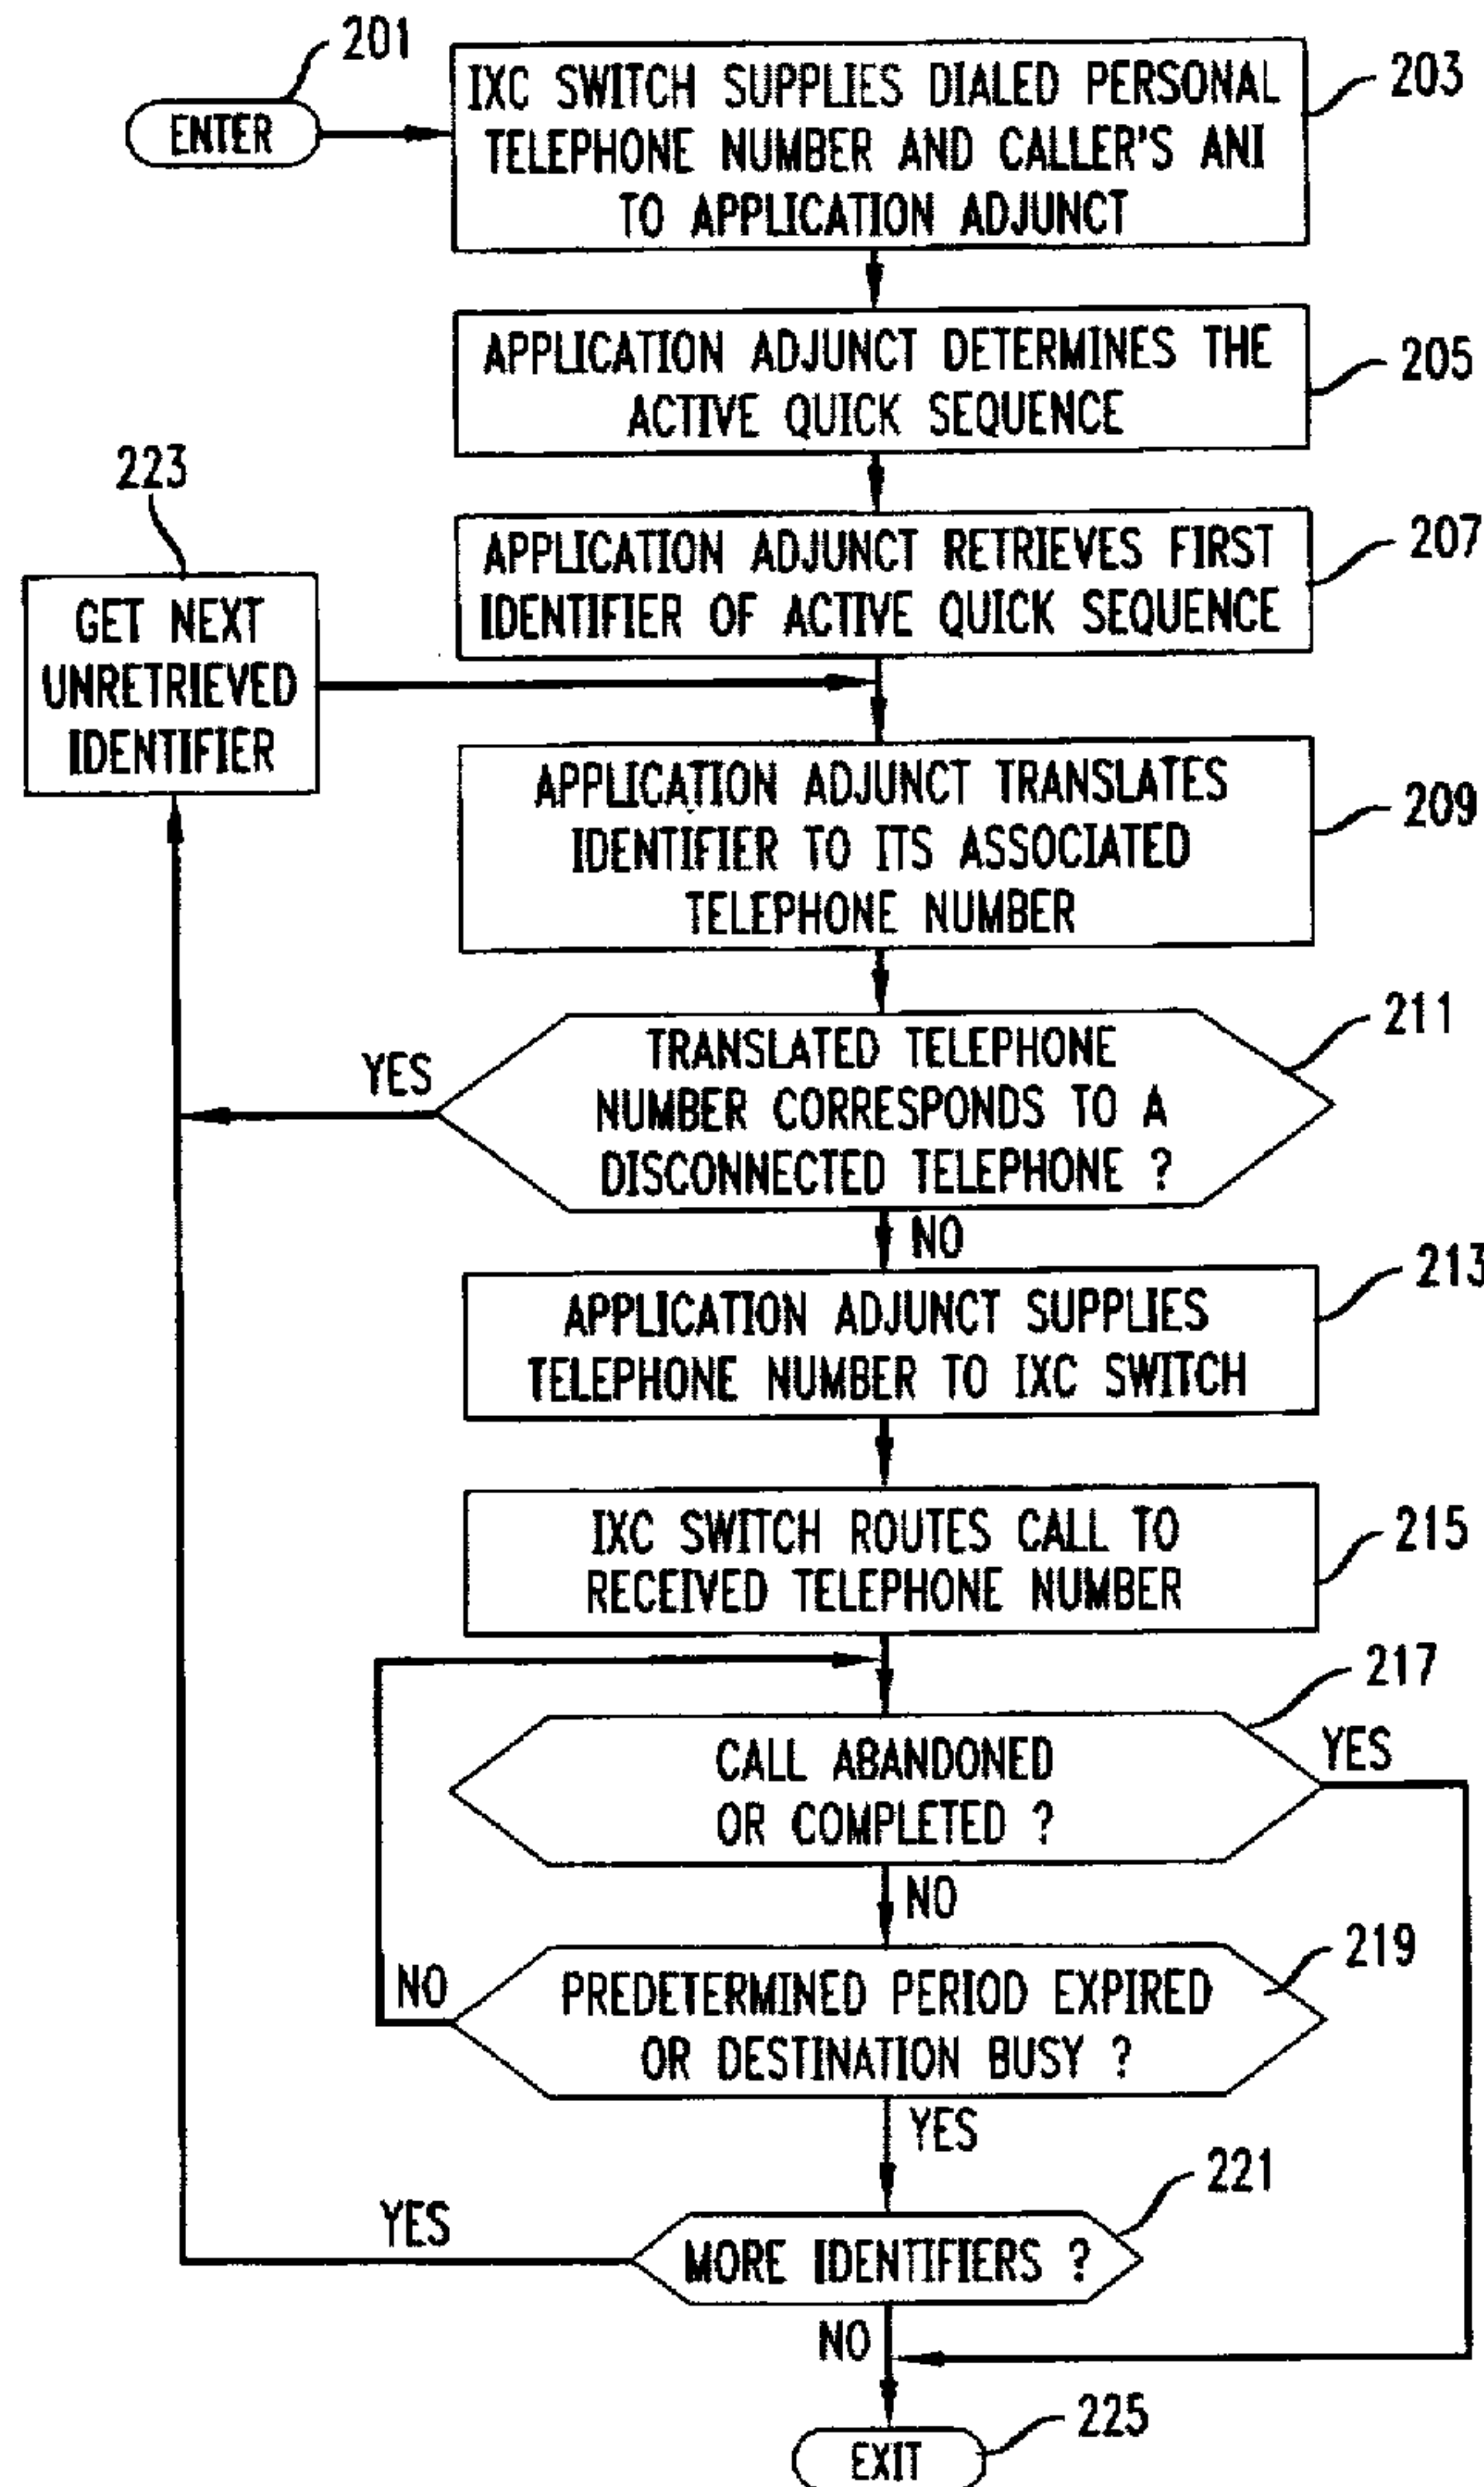 201
ENTER
IXC SWITCH SUPPLIES DIALED PERSONAL
TELEPHONE NUMBER AND CALLER'S ANI
TO APPLICATION ADJUNCT
203
APPLICATION ADJUNCT DETERMINES THE
ACTIVE QUICK SEQUENCE
205
223
GET NEXT
UNRETRIEVED
IDENTIFIER
APPLICATION ADJUNCT RETRIEVES FIRST
IDENTIFIER OF ACTIVE QUICK SEQUENCE
207
APPLICATION ADJUNCT TRANSLATES
IDENTIFIER TO ITS ASSOCIATED
TELEPHONE NUMBER
209
YES
TRANSLATED TELEPHONE
NUMBER CORRESPONDS TO A
DISCONNECTED TELEPHONE ?
211
NO
APPLICATION ADJUNCT SUPPLIES
TELEPHONE NUMBER TO IXC SWITCH
213
IXC SWITCH ROUTES CALL TO
RECEIVED TELEPHONE NUMBER
215
CALL ABANDONED
OR COMPLETED ?
217
YES
NO
NO
PREDETERMINED PERIOD EXPIRED
OR DESTINATION BUSY ?
219
YES
YES
MORE IDENTIFIERS ?
221
NO
EXIT
225